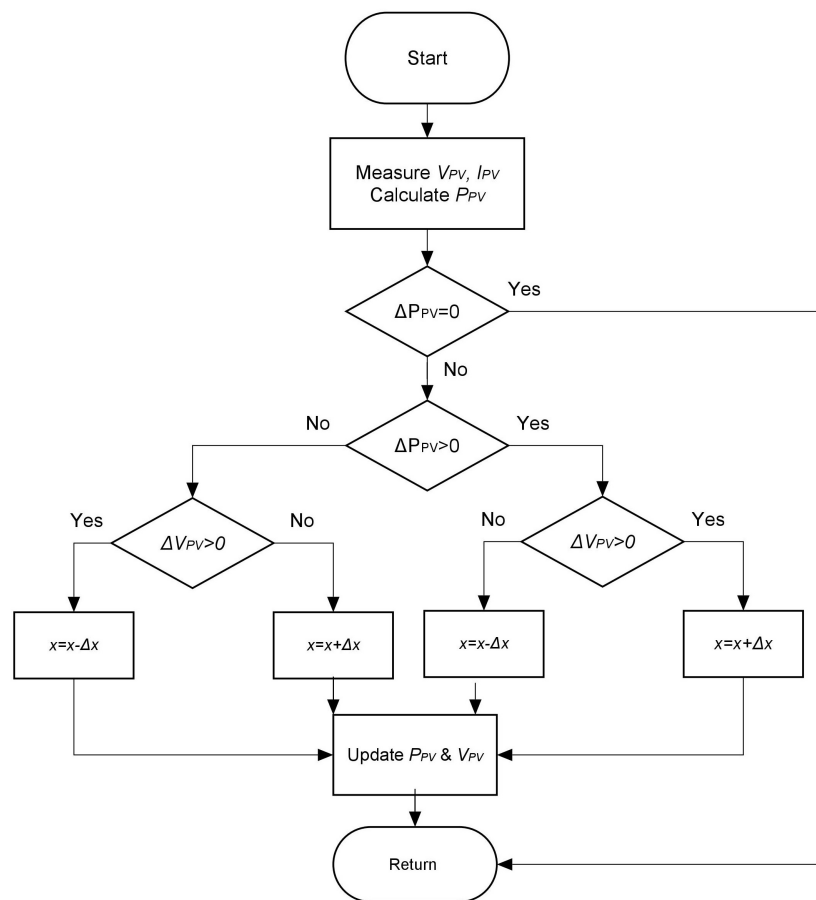 Start
Measure VPV, IPV
Calculate PPV
Yes
ΔPPV=0
No
No
Yes
ΔPPV>0
Yes
No
No
Yes
ΔVPV>0
ΔVPV>0
x=x-Δx
x=x+Δx
x=x-Δx
x=x+Δx
Update PPV & VPV
Return